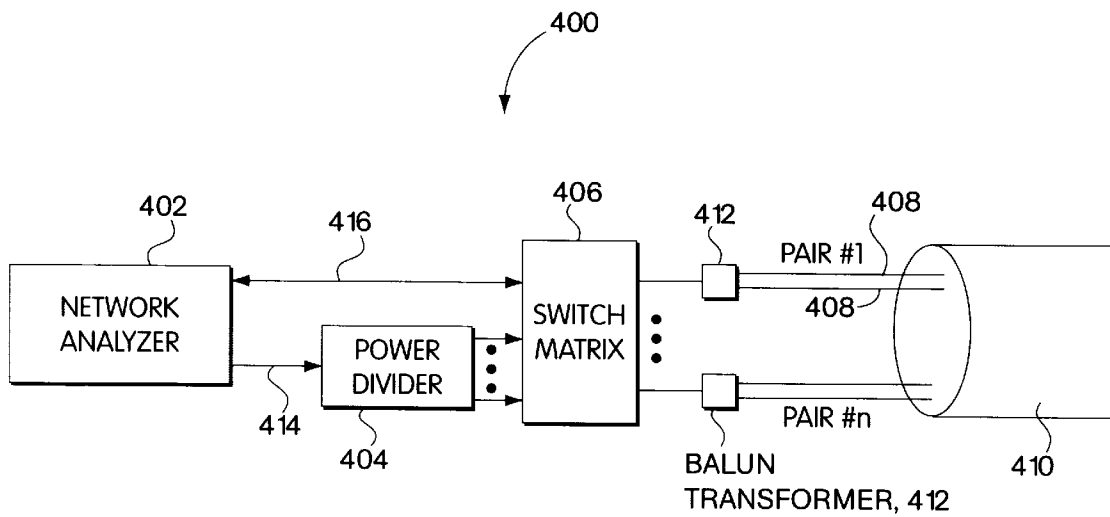 400
402
416
406
412
408
PAIR #1
408
NETWORK
ANALYZER
SWITCH
MATRIX
POWER
DIVIDER
414
404
PAIR #n
410
BALUN
TRANSFORMER, 412